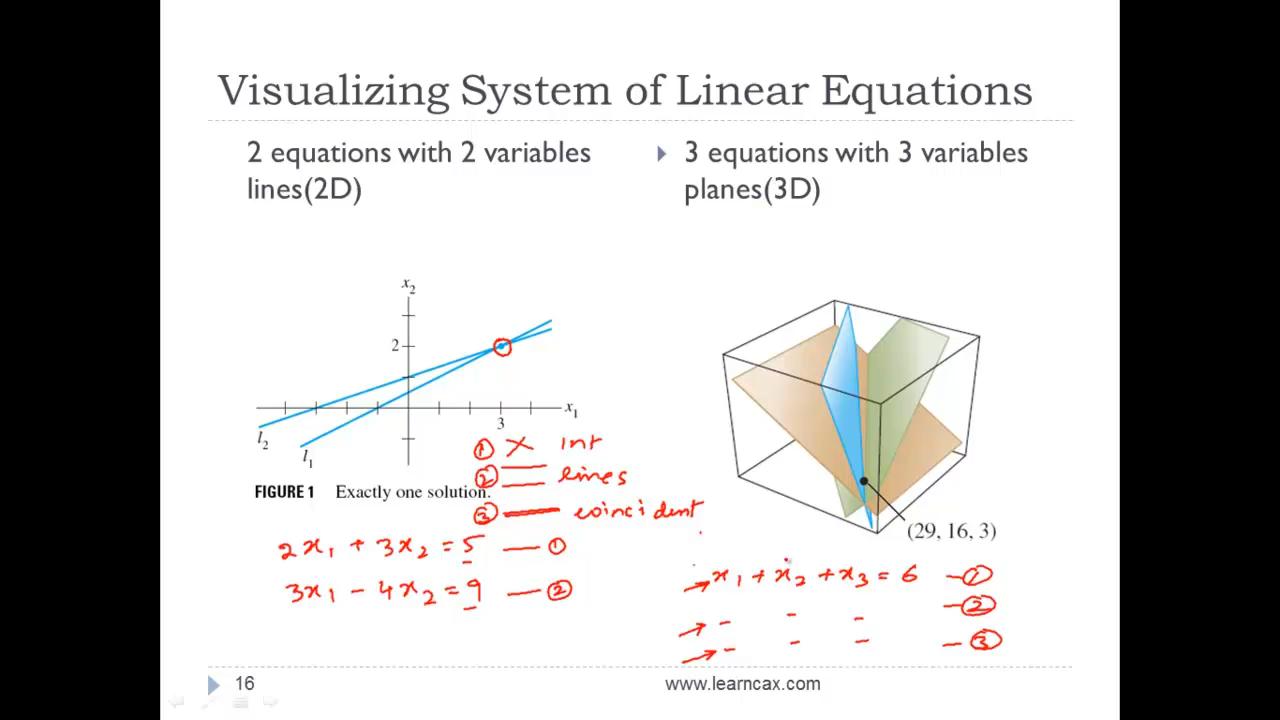 Visualizing System of Linear Equations
2 equations with 2 variables
lines(2D)
x2
2
x1
3
l2
l1
① X Int
② lines
③ coincident
FIGURE 1 Exactly one solution.
2x1 + 3x2 = 5 — ①
3x1 - 4x2 = 9 — ②
3 equations with 3 variables
planes(3D)
(29, 16, 3)
→ x1 + x2 + x3 = 6 — ①
→ - - - — ②
→ - - - — ③
16
www.learncax.com